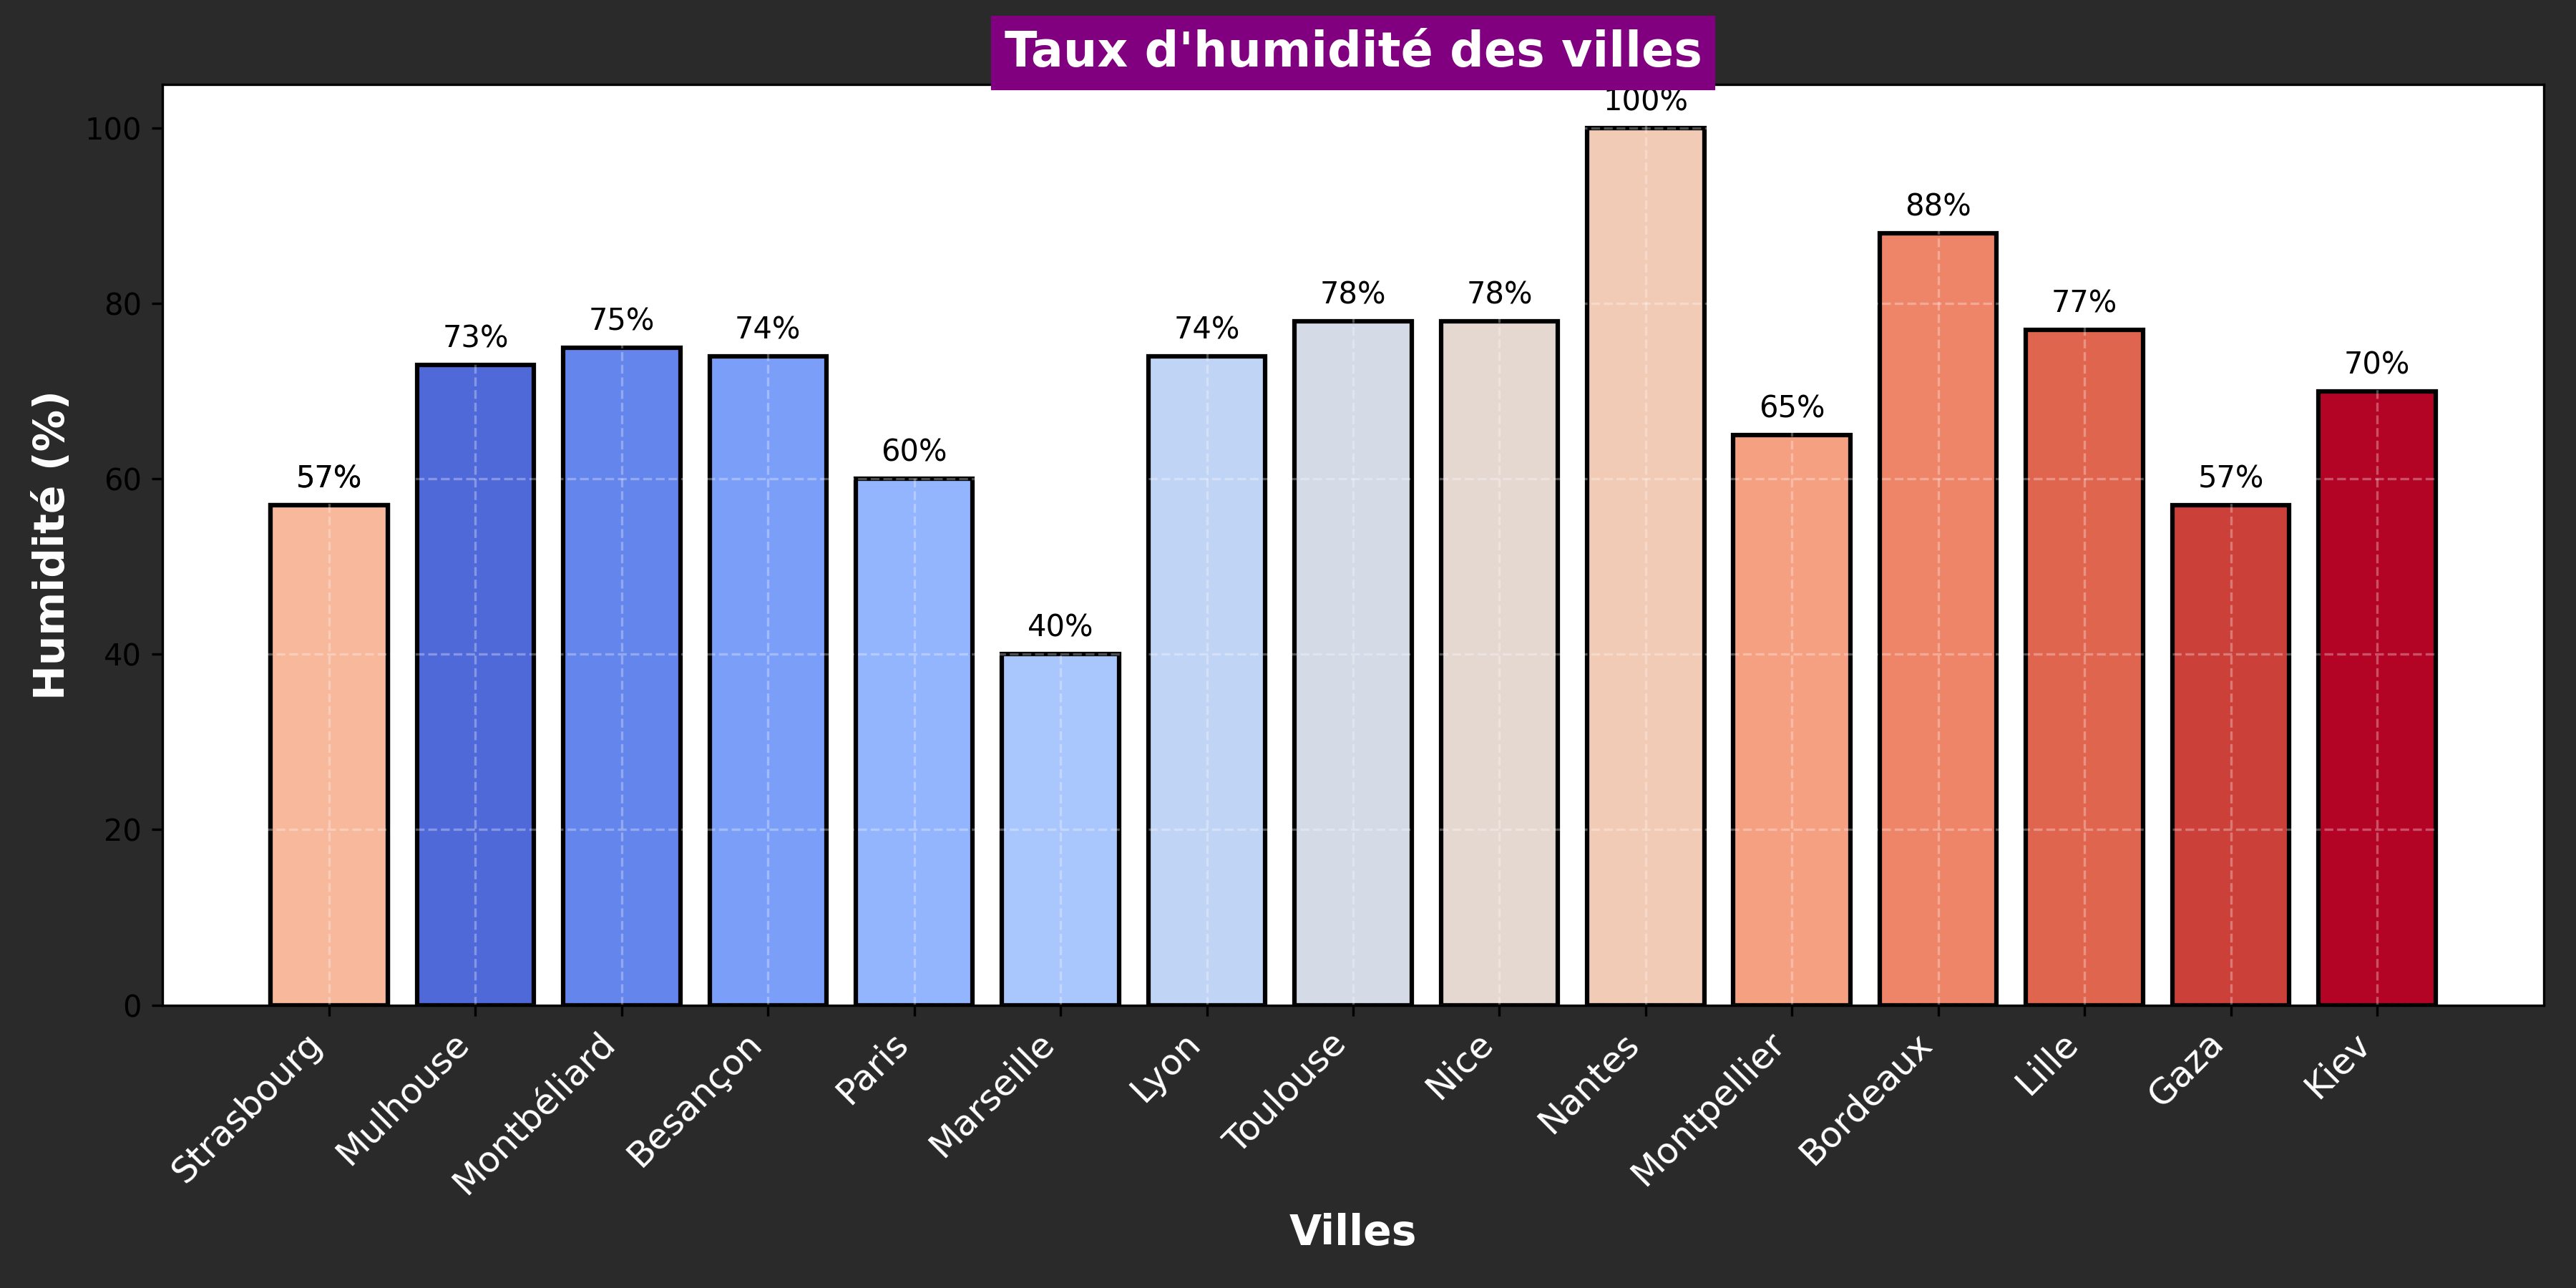 Taux d'humidité des villes
Humidité (%)
100
80
60
40
20
0
57%
73%
75%
74%
60%
40%
74%
78%
78%
100%
65%
88%
77%
57%
70%
Strasbourg
Mulhouse
Montbéliard
Besançon
Paris
Marseille
Lyon
Toulouse
Nice
Nantes
Montpellier
Bordeaux
Lille
Gaza
Kiev
Villes